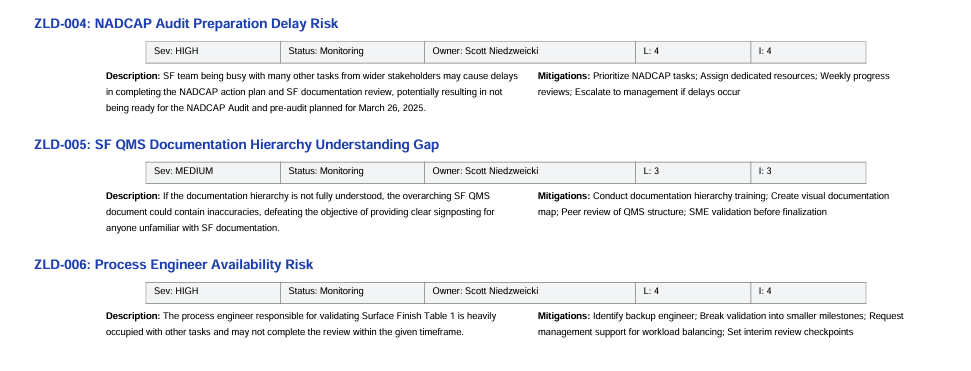 ZLD-004: NADCAP Audit Preparation Delay Risk
Sev: HIGH Status: Monitoring Owner: Scott Niedzweicki L: 4 I: 4
Description: SF team being busy with many other tasks from wider stakeholders may cause delays
in completing the NADCAP action plan and SF documentation review, potentially resulting in not
being ready for the NADCAP Audit and pre-audit planned for March 26, 2025.
Mitigations: Prioritize NADCAP tasks; Assign dedicated resources; Weekly progress
reviews; Escalate to management if delays occur
ZLD-005: SF QMS Documentation Hierarchy Understanding Gap
Sev: MEDIUM Status: Monitoring Owner: Scott Niedzwicki L: 3 I: 3
Description: If the documentation hierarchy is not fully understood, the overarching SF QMS
document could contain inaccuracies, defeating the objective of providing clear signposting for
anyone unfamiliar with SF documentation.
Mitigations: Conduct documentation hierarchy training; Create visual documentation
map; Peer review of QMS structure; SME validation before finalization
ZLD-006: Process Engineer Availability Risk
Sev: HIGH Status: Monitoring Owner: Scott Niedzwicki L: 4 I: 4
Description: The process engineer responsible for validating Surface Finish Table 1 is heavily
occupied with other tasks and may not complete the review within the given timeframe.
Mitigations: Identify backup engineer; Break validation into smaller milestones; Request
management support for workload balancing; Set interim review checkpoints